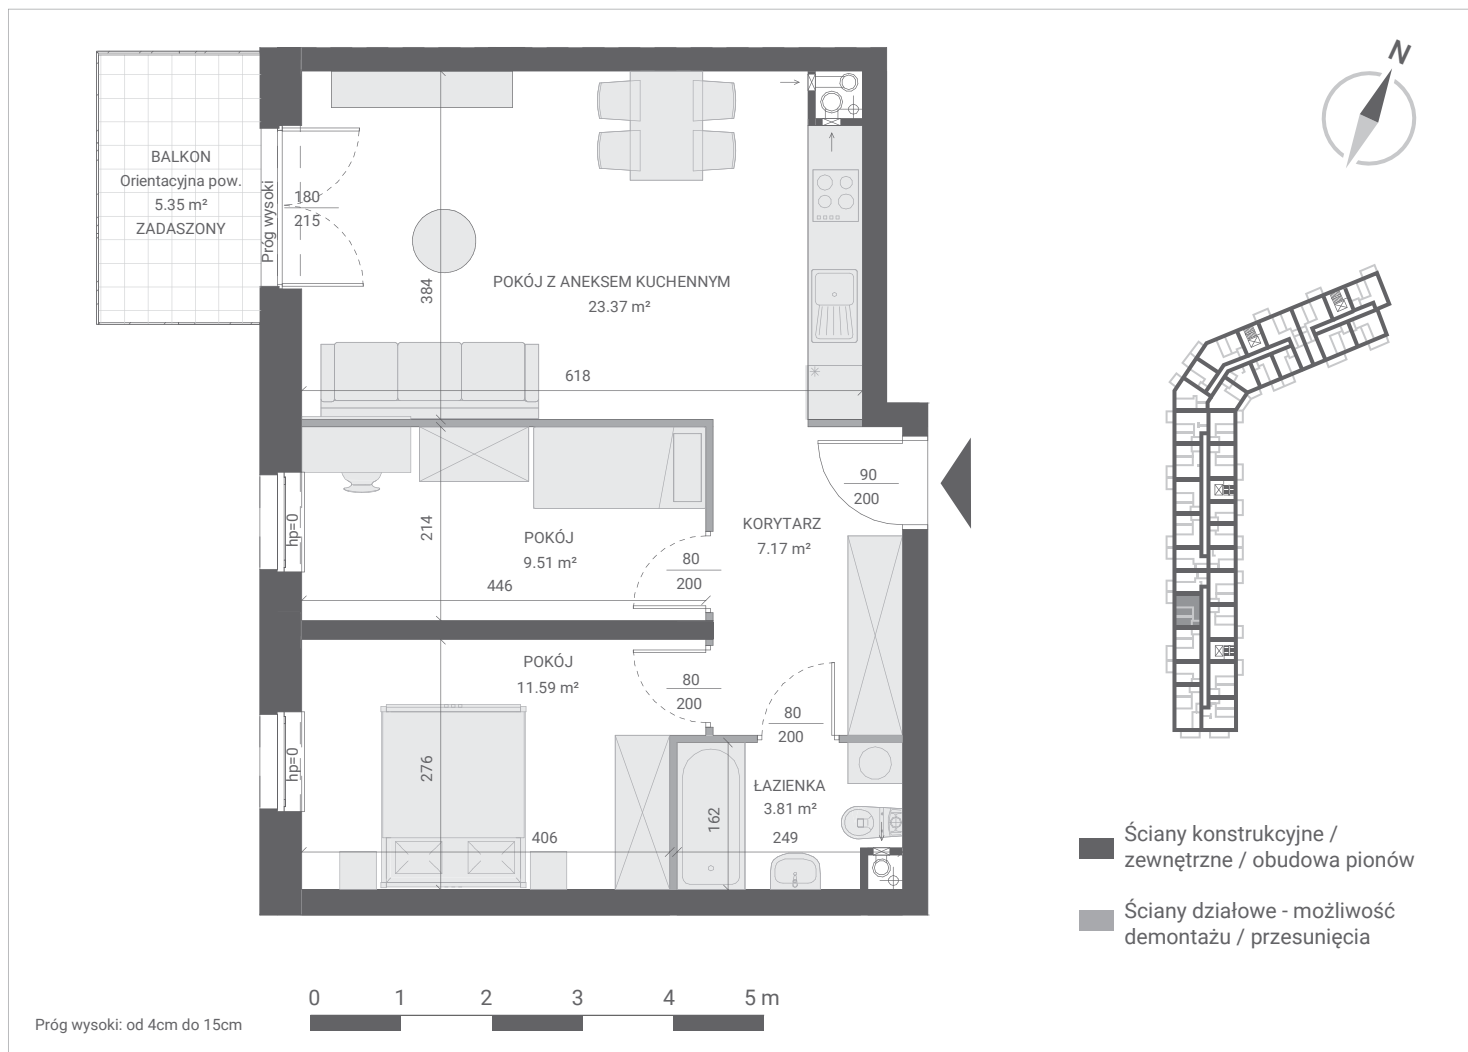 N
BALKON
Orientacyjna pow.
5.35 m²
ZADASZONY
Próg wysoki
180
215
384
POKÓJ Z ANEKSEM KUCHENNYM
23.37 m²
618
90
200
hp=0
214
POKÓJ
9.51 m²
446
80
200
KORYTARZ
7.17 m²
POKÓJ
11.59 m²
80
200
80
200
hp=0
276
406
ŁAZIENKA
3.81 m²
162
249
Ściany konstrukcyjne /
zewnętrzne / obudowa pionów
Ściany działowe - możliwość
demontażu / przesunięcia
0 1 2 3 4 5 m
Próg wysoki: od 4cm do 15cm